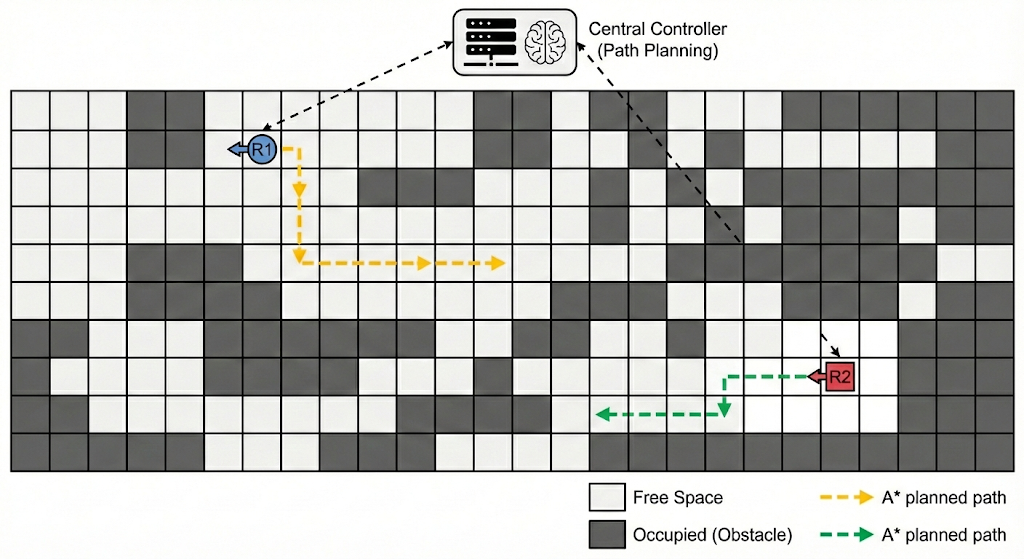 Central Controller
(Path Planning)
R1
R2
Free Space
A* planned path
Occupied (Obstacle)
A* planned path